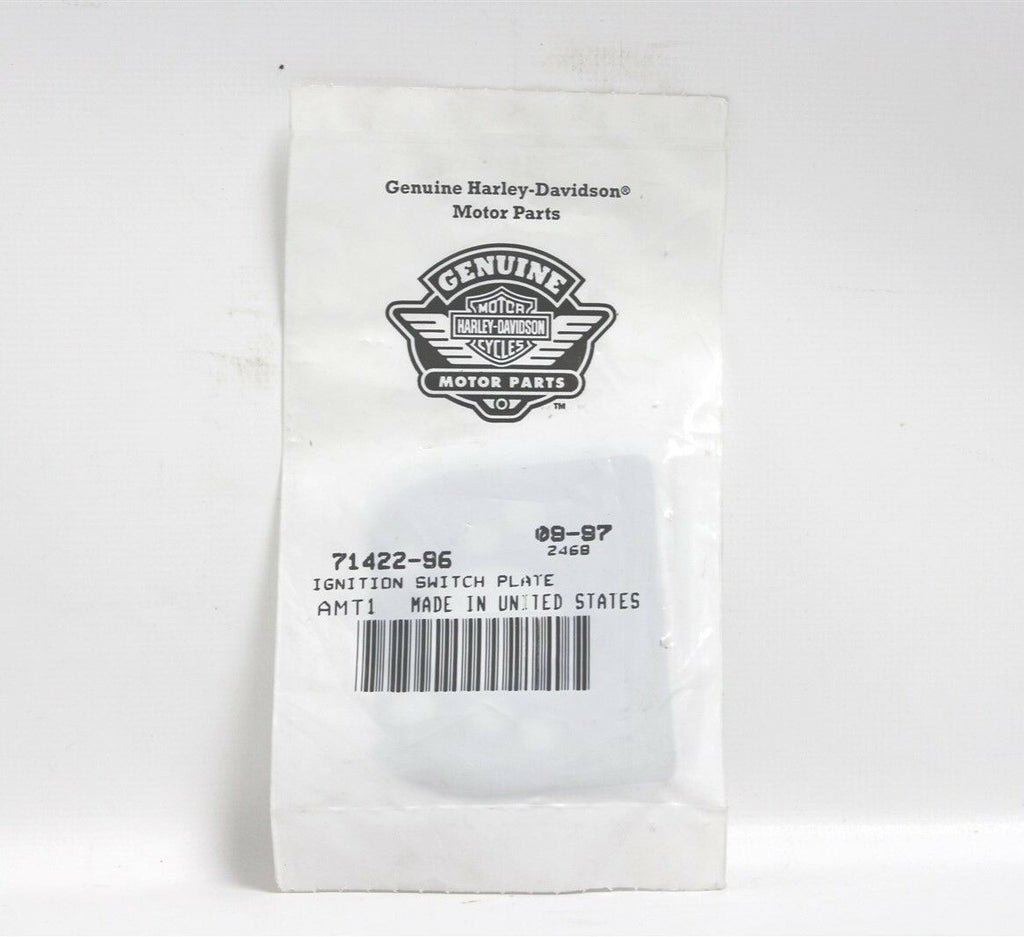 Genuine Harley-Davidson®
Motor Parts
GENUINE
MOTOR
HARLEY-DAVIDSON
CYCLES
MOTOR PARTS
TM
09-97
2468
71422-96
IGNITION SWITCH PLATE
AMT1 MADE IN UNITED STATES